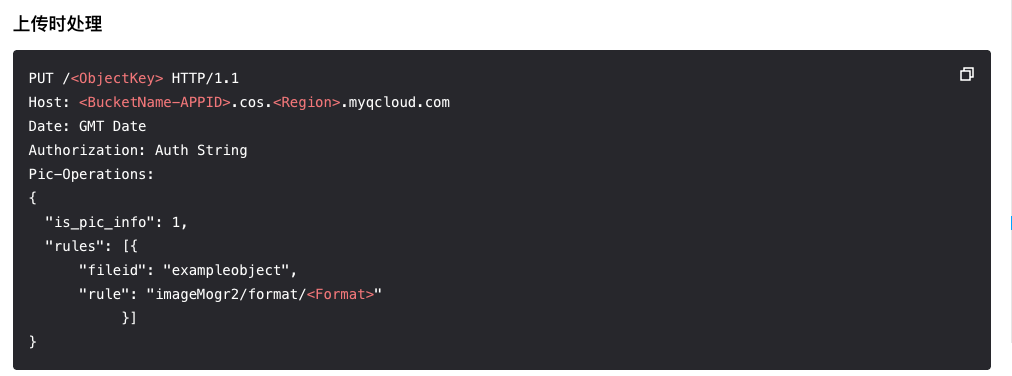 上传时处理
PUT /<ObjectKey> HTTP/1.1
Host: <BucketName-APPID>.cos.<Region>.myqcloud.com
Date: GMT Date
Authorization: Auth String
Pic-Operations:
{
  "is_pic_info": 1,
  "rules": [{
      "fileid": "exampleobject",
      "rule": "imageMogr2/format/<Format>"
           }]
}